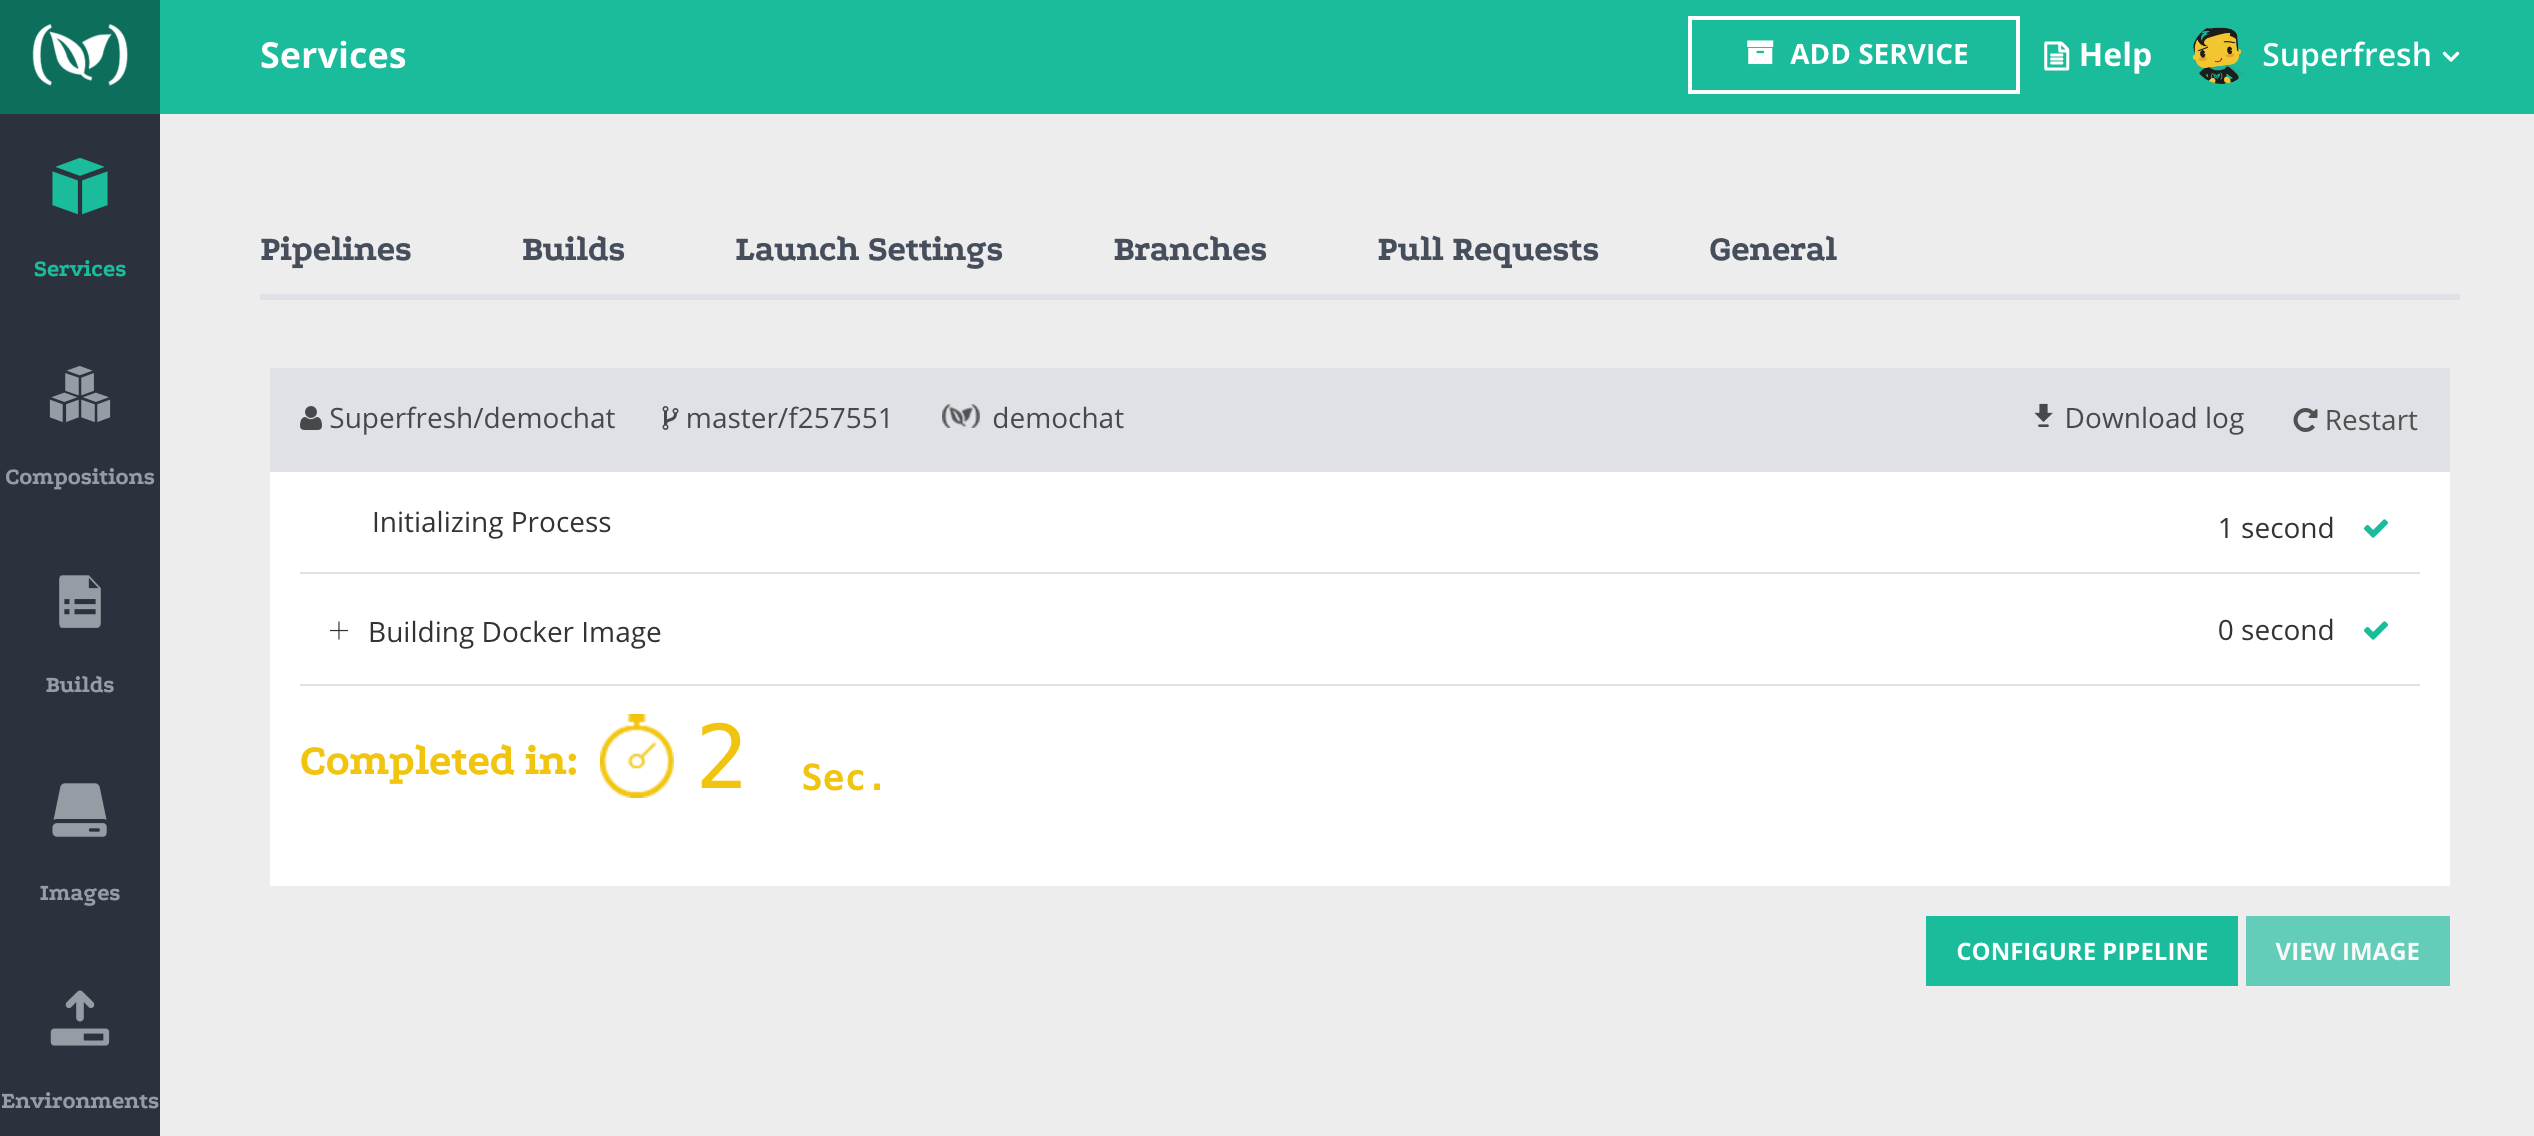 Services
ADD SERVICE
Help
Superfresh
Services
Compositions
Builds
Images
Environments
Pipelines
Builds
Launch Settings
Branches
Pull Requests
General
Superfresh/demochat
master/f257551
demochat
Download log
Restart
Initializing Process
1 second
+ Building Docker Image
0 second
Completed in: 2 Sec.
CONFIGURE PIPELINE
VIEW IMAGE